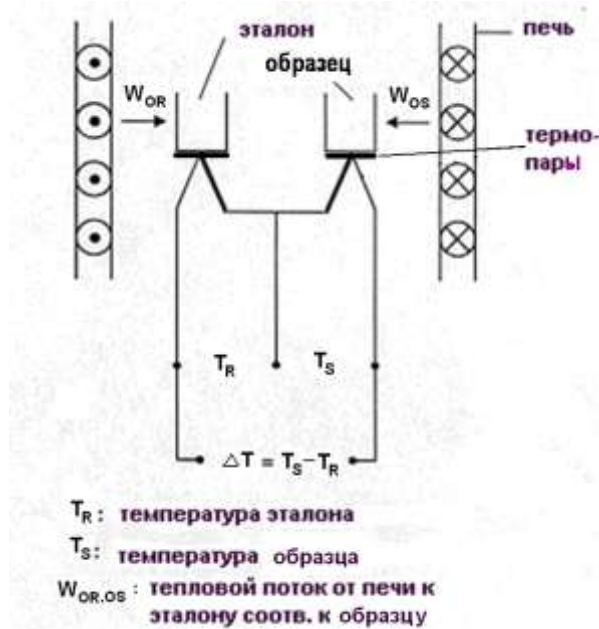 эталон
печь
образец
W_OR
W_OS
термо-
пары
T_R
T_S
△T = T_S – T_R
T_R : температура эталона
T_S : температура образца
W_OR,OS : тепловой поток от печи к
эталону соотв. к образцу